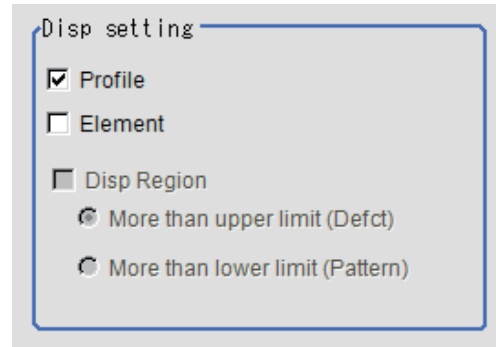 Disp setting
Profile
Element
Disp Region
More than upper limit (Defct)
More than lower limit (Pattern)